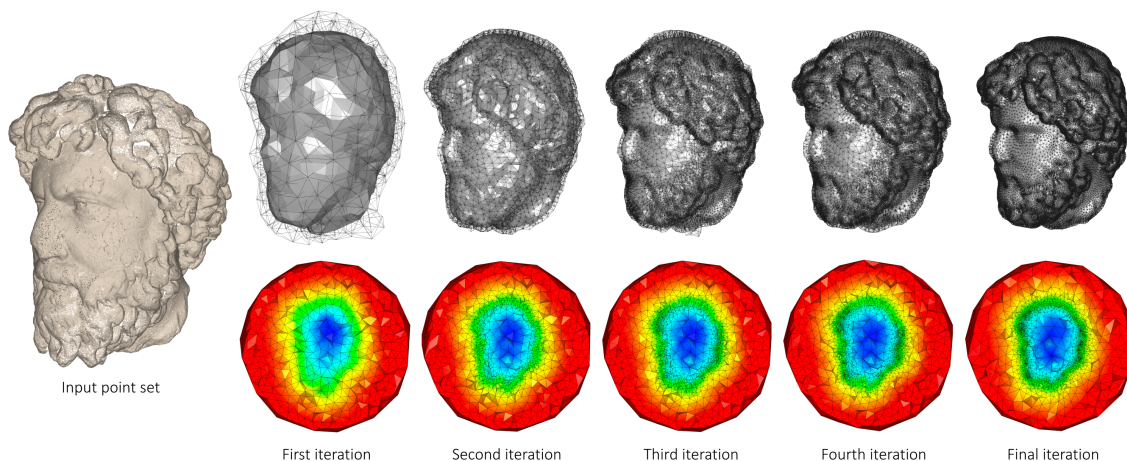 Input point set
First iteration
Second iteration
Third iteration
Fourth iteration
Final iteration